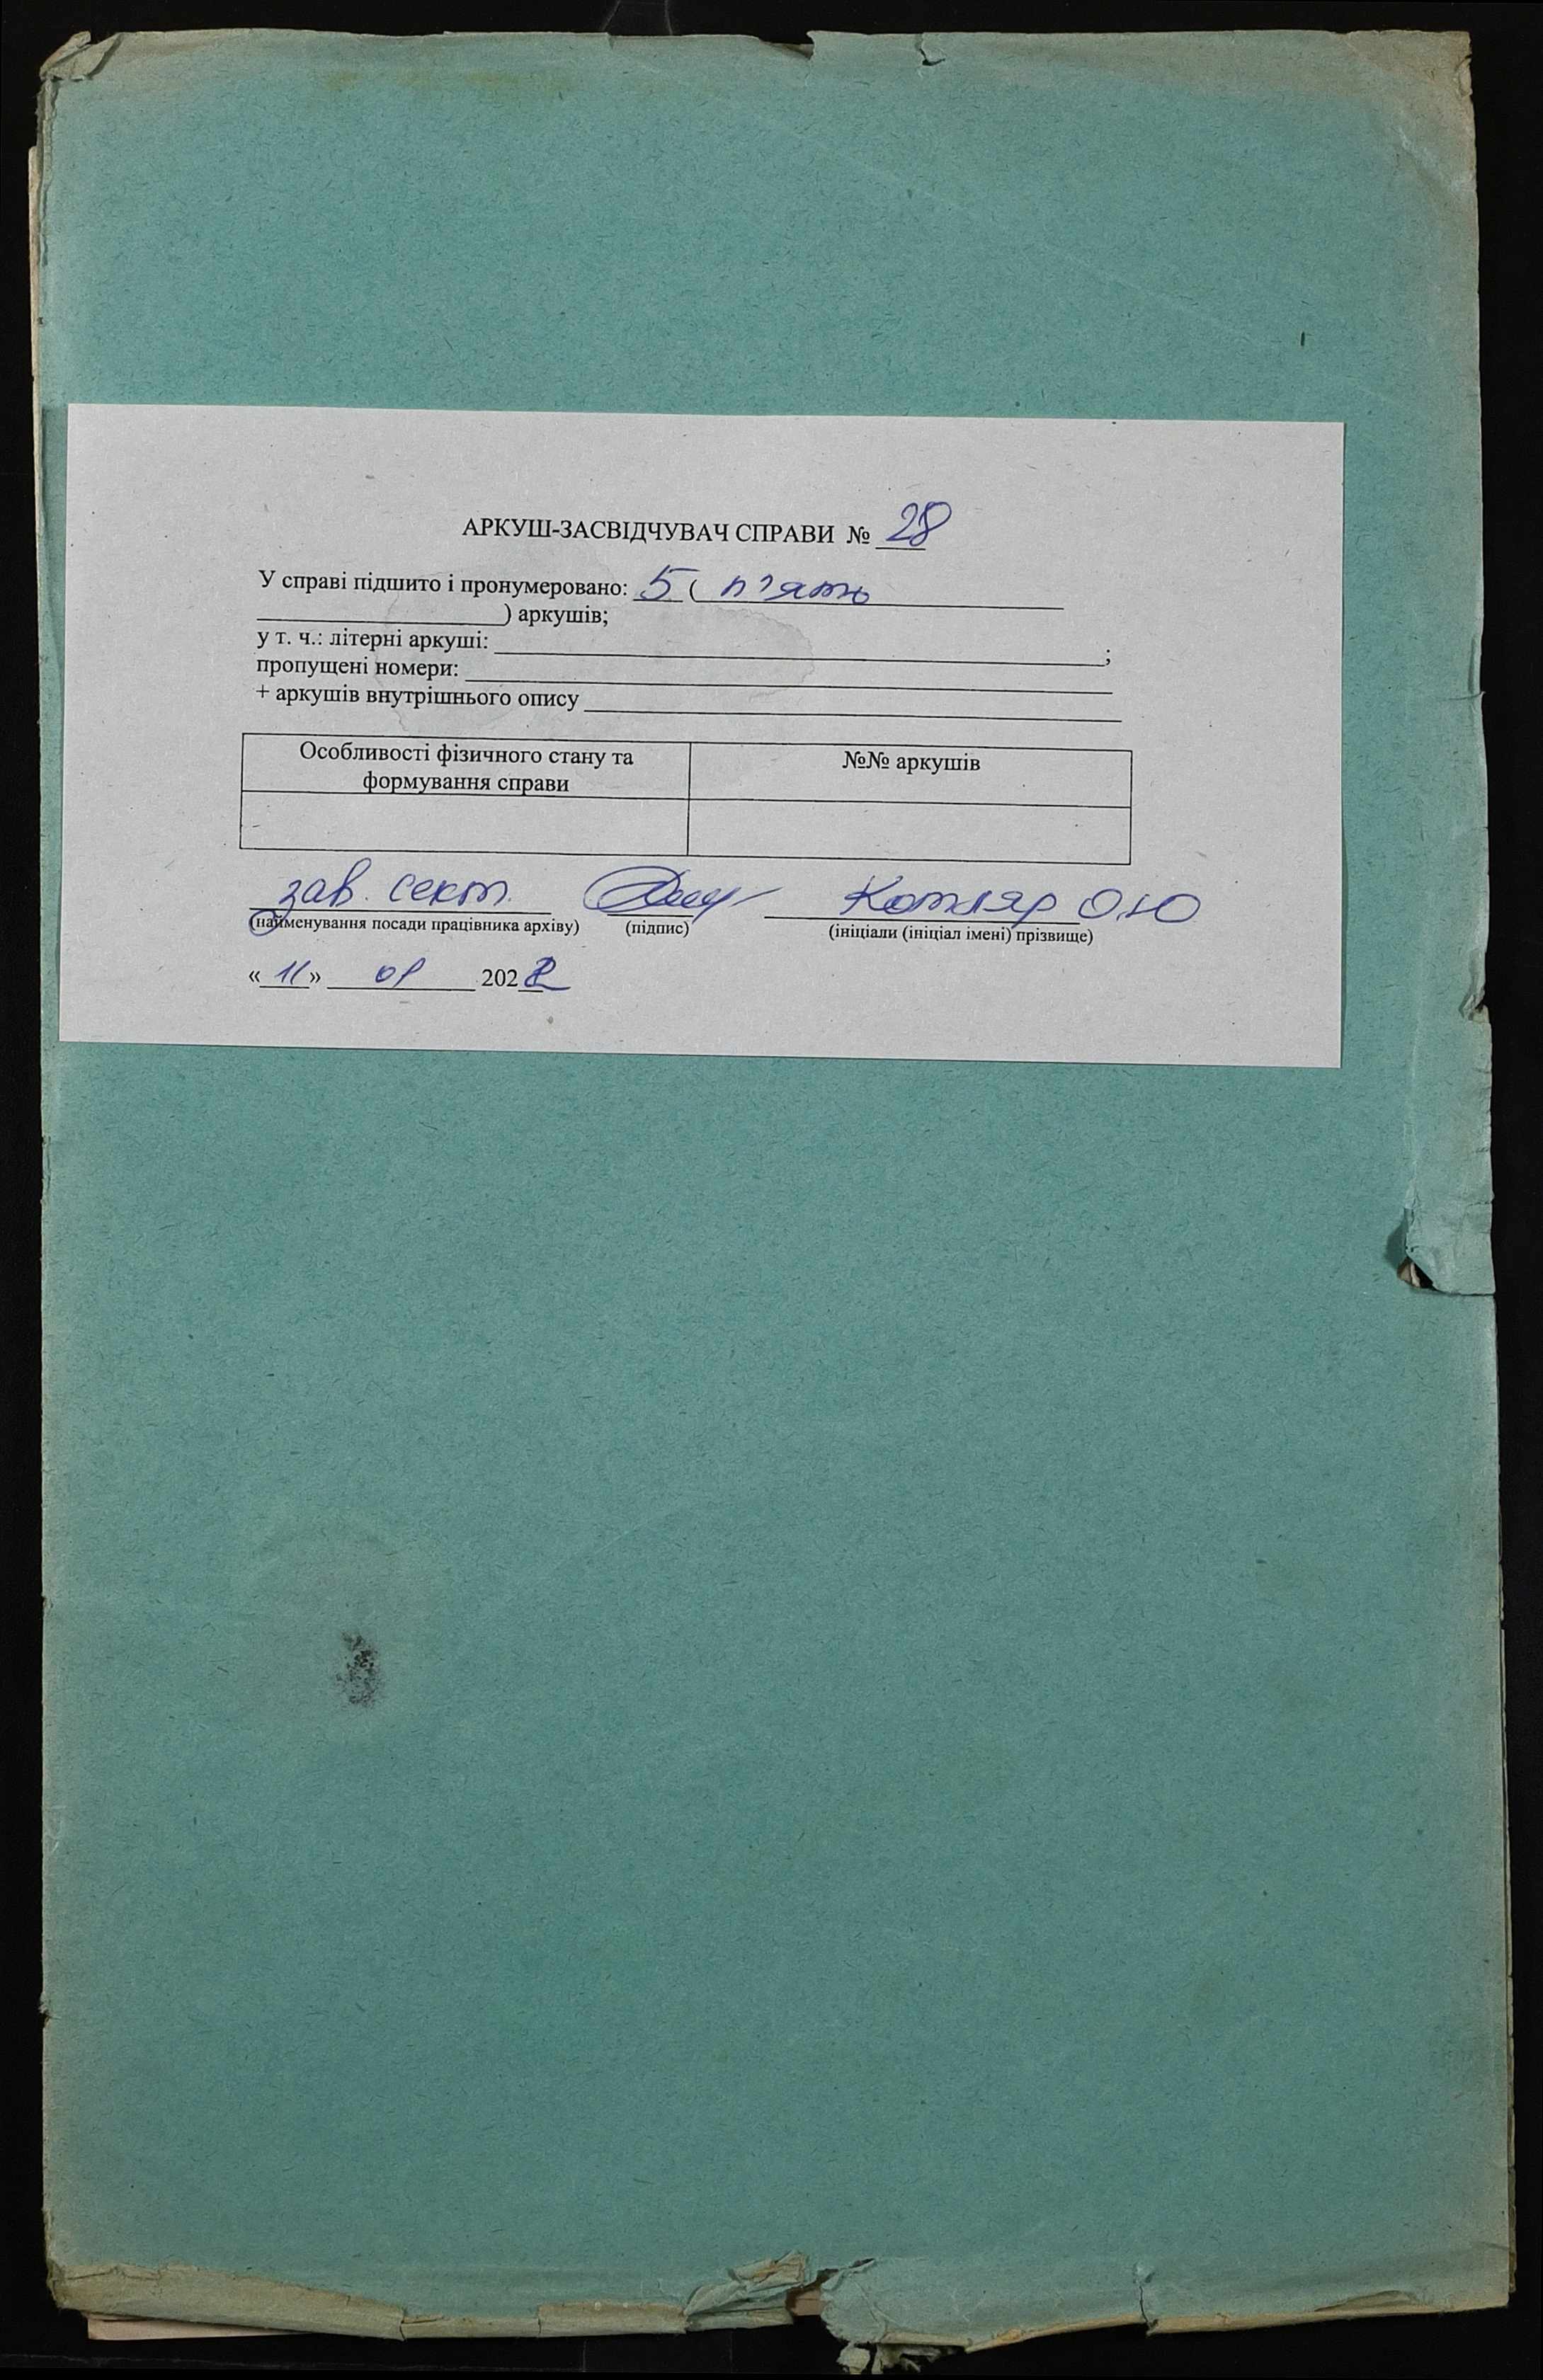 АРКУШ-ЗАСВІДЧУВАЧ СПРАВИ № 28
У справі підшито і пронумеровано: 5 ( п'ять
) аркушів;
у т. ч.: літерні аркуші: ;
пропущені номери:
+ аркушів внутрішнього опису
Особливості фізичного стану та формування справи
№№ аркушів
зав. сект. Котляр О.Ю
(найменування посади працівника архіву) (підпис) (ініціали (ініціал імені) прізвище)
« 11 » 01 2022